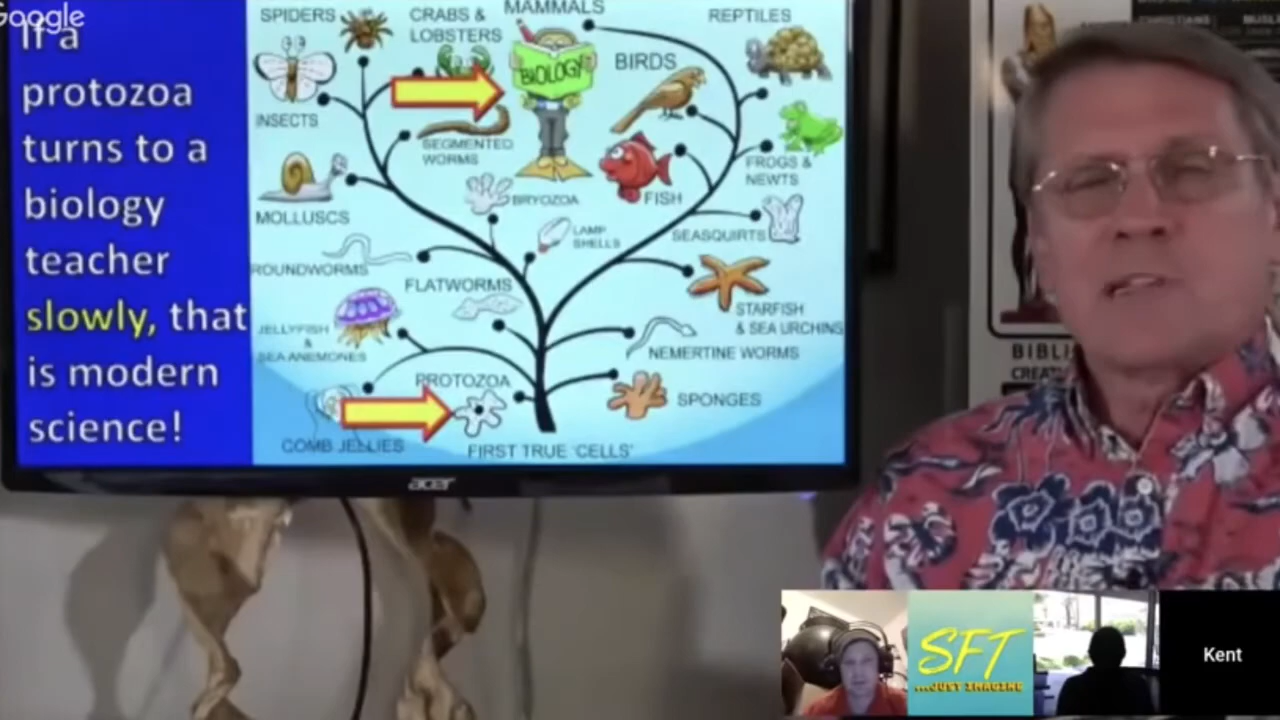 Google
If a
protozoa
turns to a
biology
teacher
slowly, that
is modern
science!
SPIDERS
CRABS &
LOBSTERS
MAMMALS
REPTILES
BIOLOGY
BIRDS
INSECTS
SEGMENTED
WORMS
FROGS &
NEWTS
FISH
BRYOZOA
MOLLUSCS
LAMP
SHELLS
SEASQUIRTS
ROUNDWORMS
FLATWORMS
STARFISH
& SEA URCHINS
JELLYFISH
&
SEA ANEMONES
NEMERTINE WORMS
PROTOZOA
SPONGES
COMB JELLIES
FIRST TRUE 'CELLS'
acer
SFT
...JUST IMAGINE
Kent